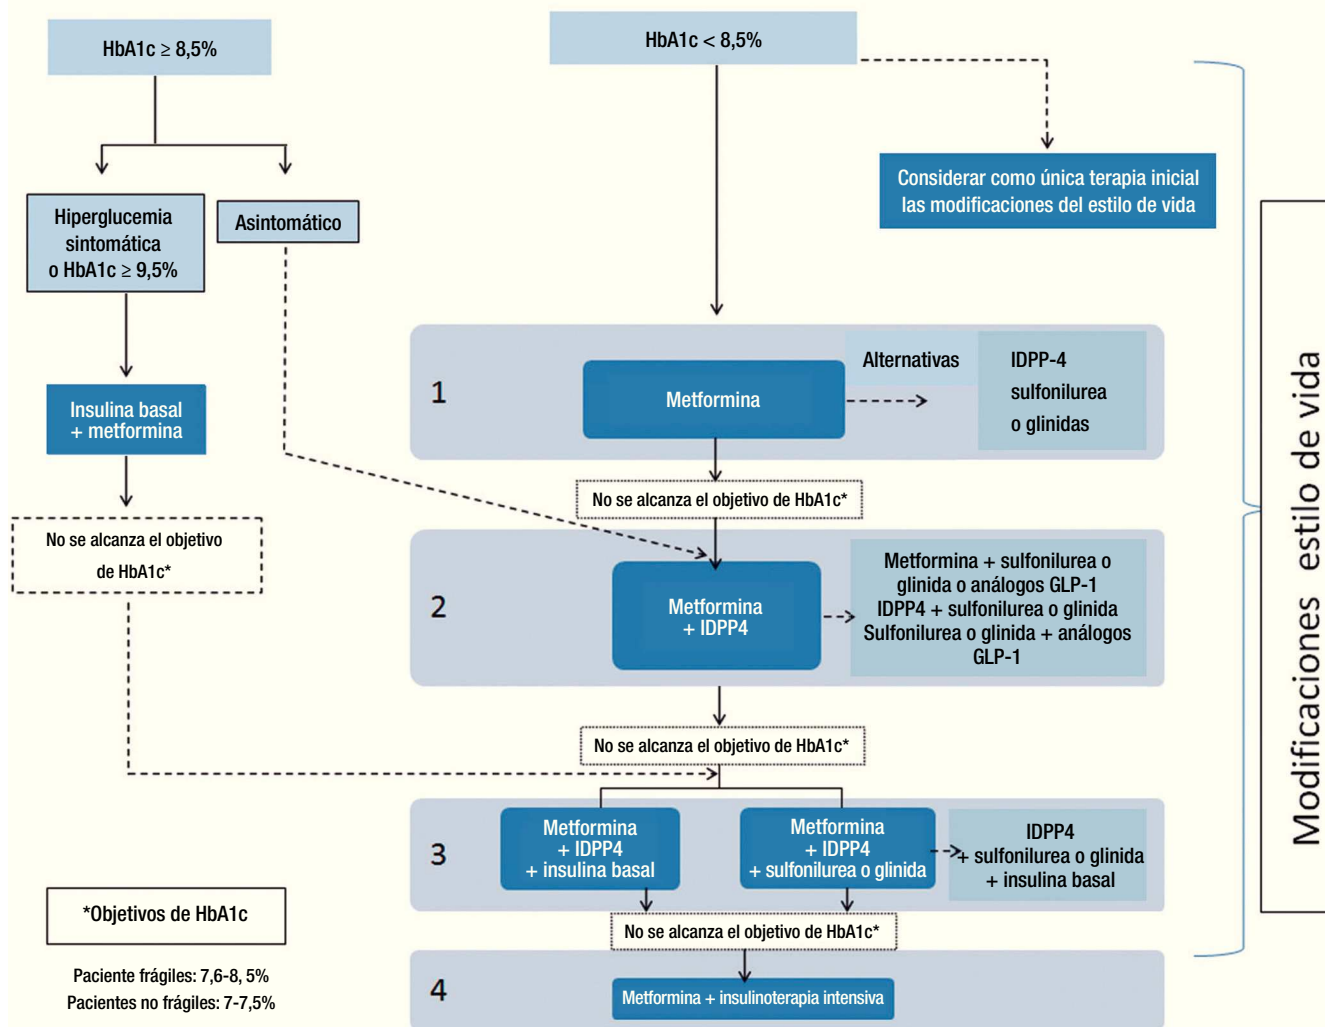 HbA1c ≥ 8,5%
HbA1c < 8,5%
Considerar como única terapia inicial
las modificaciones del estilo de vida
Hiperglucemia
sintomática
o HbA1c ≥ 9,5%
Asintomático
Insulina basal
+ metformina
No se alcanza el objetivo
de HbA1c*
1
Metformina
Alternativas
IDPP-4
sulfonilurea
o glinidas
No se alcanza el objetivo de HbA1c*
2
Metformina
+ IDPP4
Metformina + sulfonilurea o
glinida o análogos GLP-1
IDPP4 + sulfonilurea o glinida
Sulfonilurea o glinida + análogos
GLP-1
No se alcanza el objetivo de HbA1c*
3
Metformina
+ IDPP4
+ insulina basal
Metformina
+ IDPP4
+ sulfonilurea o glinida
IDPP4
+ sulfonilurea o glinida
+ insulina basal
No se alcanza el objetivo de HbA1c*
4
Metformina + insulinoterapia intensiva
*Objetivos de HbA1c
Paciente frágiles: 7,6-8, 5%
Pacientes no frágiles: 7-7,5%
Modificaciones estilo de vida